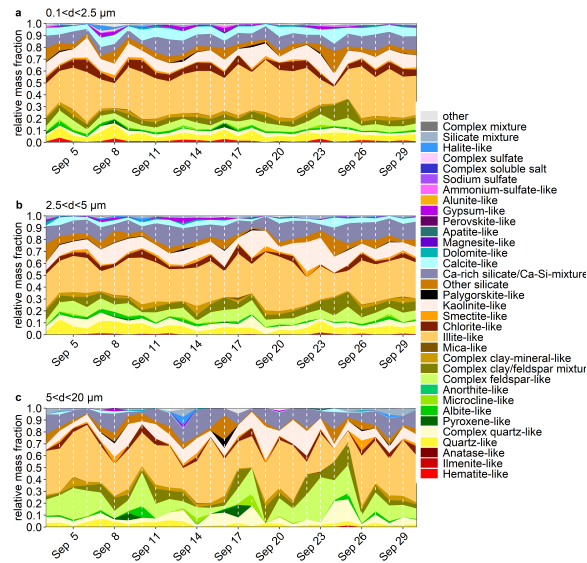 a 0.1<d<2.5 µm
relative mass fraction
1.0
0.9
0.8
0.7
0.6
0.5
0.4
0.3
0.2
0.1
0.0
Sep 5
Sep 8
Sep 11
Sep 14
Sep 17
Sep 20
Sep 23
Sep 26
Sep 29
b 2.5<d<5 µm
relative mass fraction
1.0
0.9
0.8
0.7
0.6
0.5
0.4
0.3
0.2
0.1
0.0
Sep 5
Sep 8
Sep 11
Sep 14
Sep 17
Sep 20
Sep 23
Sep 26
Sep 29
c 5<d<20 µm
relative mass fraction
1.0
0.9
0.8
0.7
0.6
0.5
0.4
0.3
0.2
0.1
0.0
Sep 5
Sep 8
Sep 11
Sep 14
Sep 17
Sep 20
Sep 23
Sep 26
Sep 29
other
Complex mixture
Silicate mixture
Halite-like
Complex sulfate
Complex soluble salt
Sodium sulfate
Ammonium-sulfate-like
Alunite-like
Gypsum-like
Perovskite-like
Apatite-like
Magnesite-like
Dolomite-like
Calcite-like
Ca-rich silicate/Ca-Si-mixture
Other silicate
Palygorskite-like
Kaolinite-like
Smectite-like
Chlorite-like
Illite-like
Mica-like
Complex clay-mineral-like
Complex clay/feldspar mixtur
Complex feldspar-like
Anorthite-like
Microcline-like
Albite-like
Pyroxene-like
Complex quartz-like
Quartz-like
Anatase-like
Ilmenite-like
Hematite-like